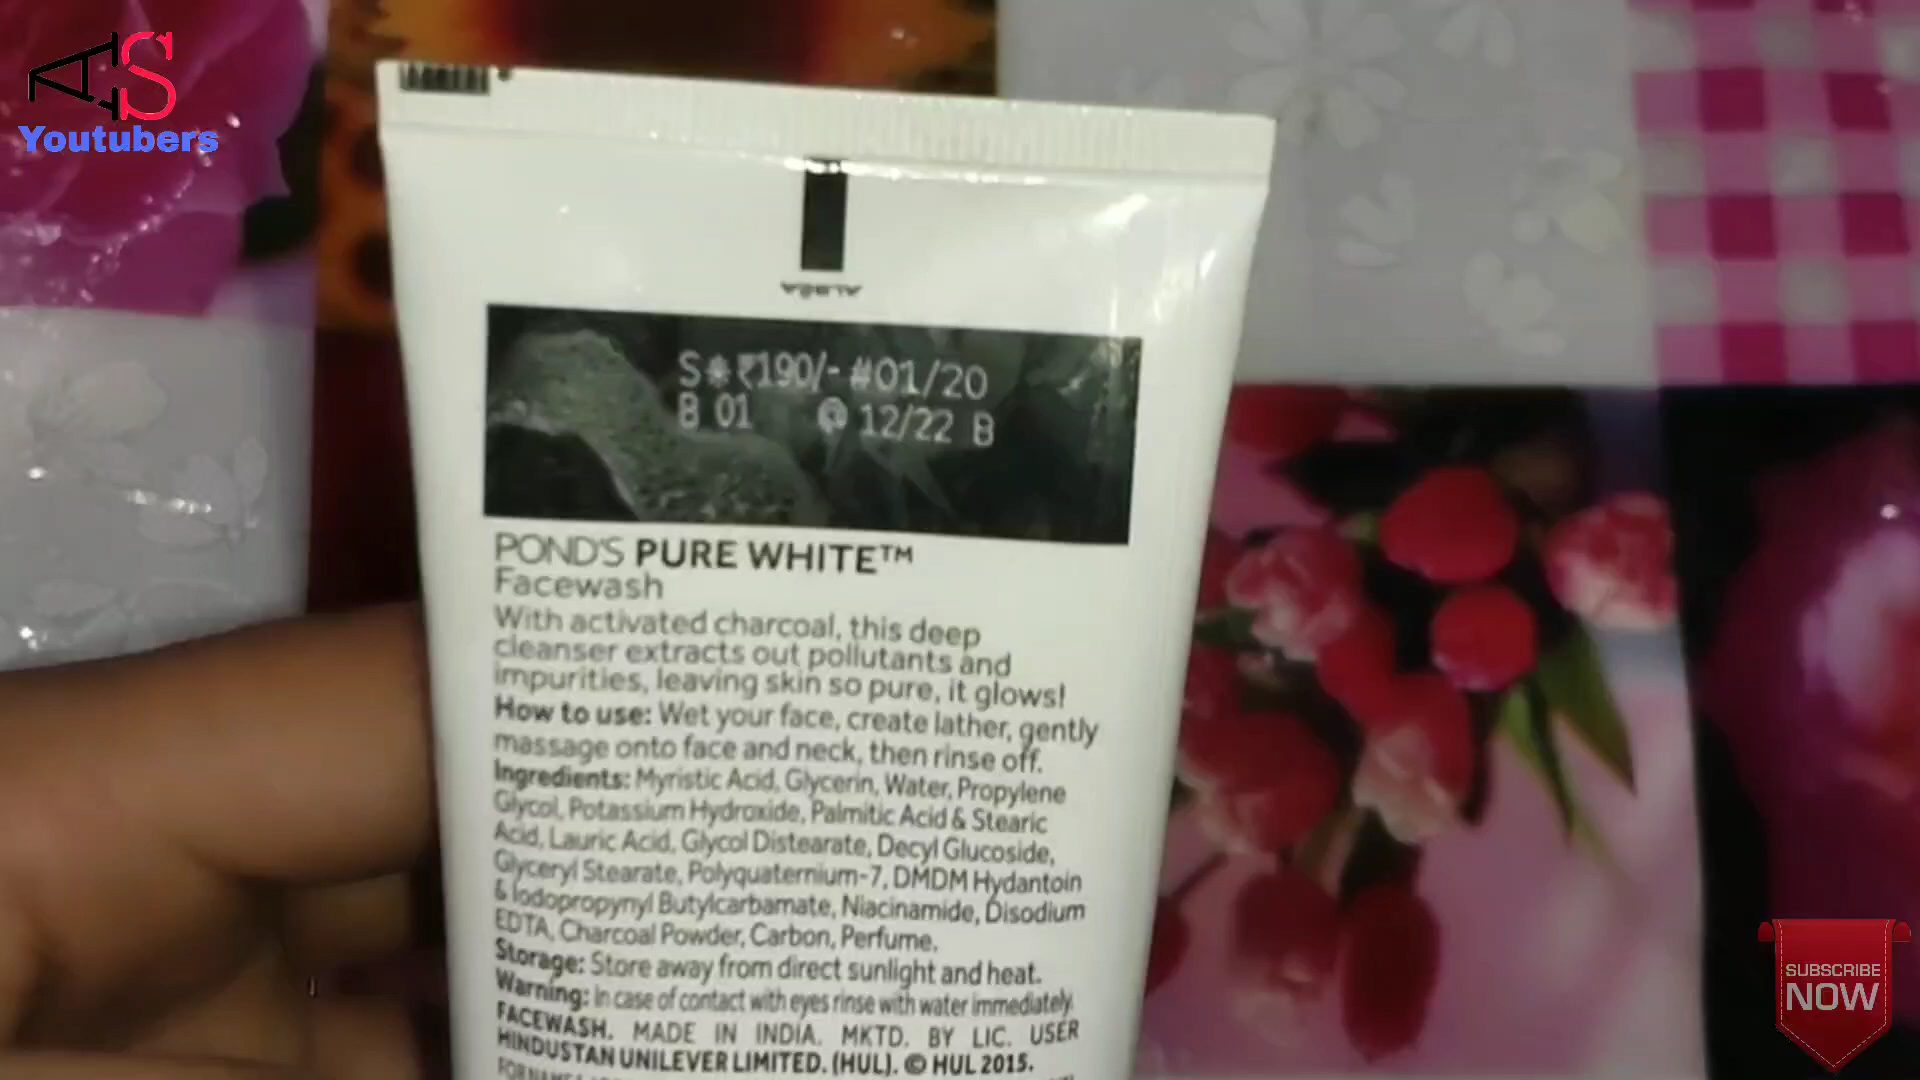 AS
Youtubers
S*₹190/- #01/20
B 01 @ 12/22 B
POND'S PURE WHITE™
Facewash
With activated charcoal, this deep
cleanser extracts out pollutants and
impurities, leaving skin so pure, it glows!
How to use: Wet your face, create lather, gently
massage onto face and neck, then rinse off.
Ingredients: Myristic Acid, Glycerin, Water, Propylene
Glycol, Potassium Hydroxide, Palmitic Acid & Stearic
Acid, Lauric Acid, Glycol Distearate, Decyl Glucoside,
Glyceryl Stearate, Polyquaternium-7, DMDM Hydantoin
& Iodopropynyl Butylcarbamate, Niacinamide, Disodium
EDTA, Charcoal Powder, Carbon, Perfume.
Storage: Store away from direct sunlight and heat.
Warning: In case of contact with eyes rinse with water immediately.
FACEWASH. MADE IN INDIA. MKTD. BY LIC. USER
HINDUSTAN UNILEVER LIMITED. (HUL). © HUL 2015.
SUBSCRIBE
NOW